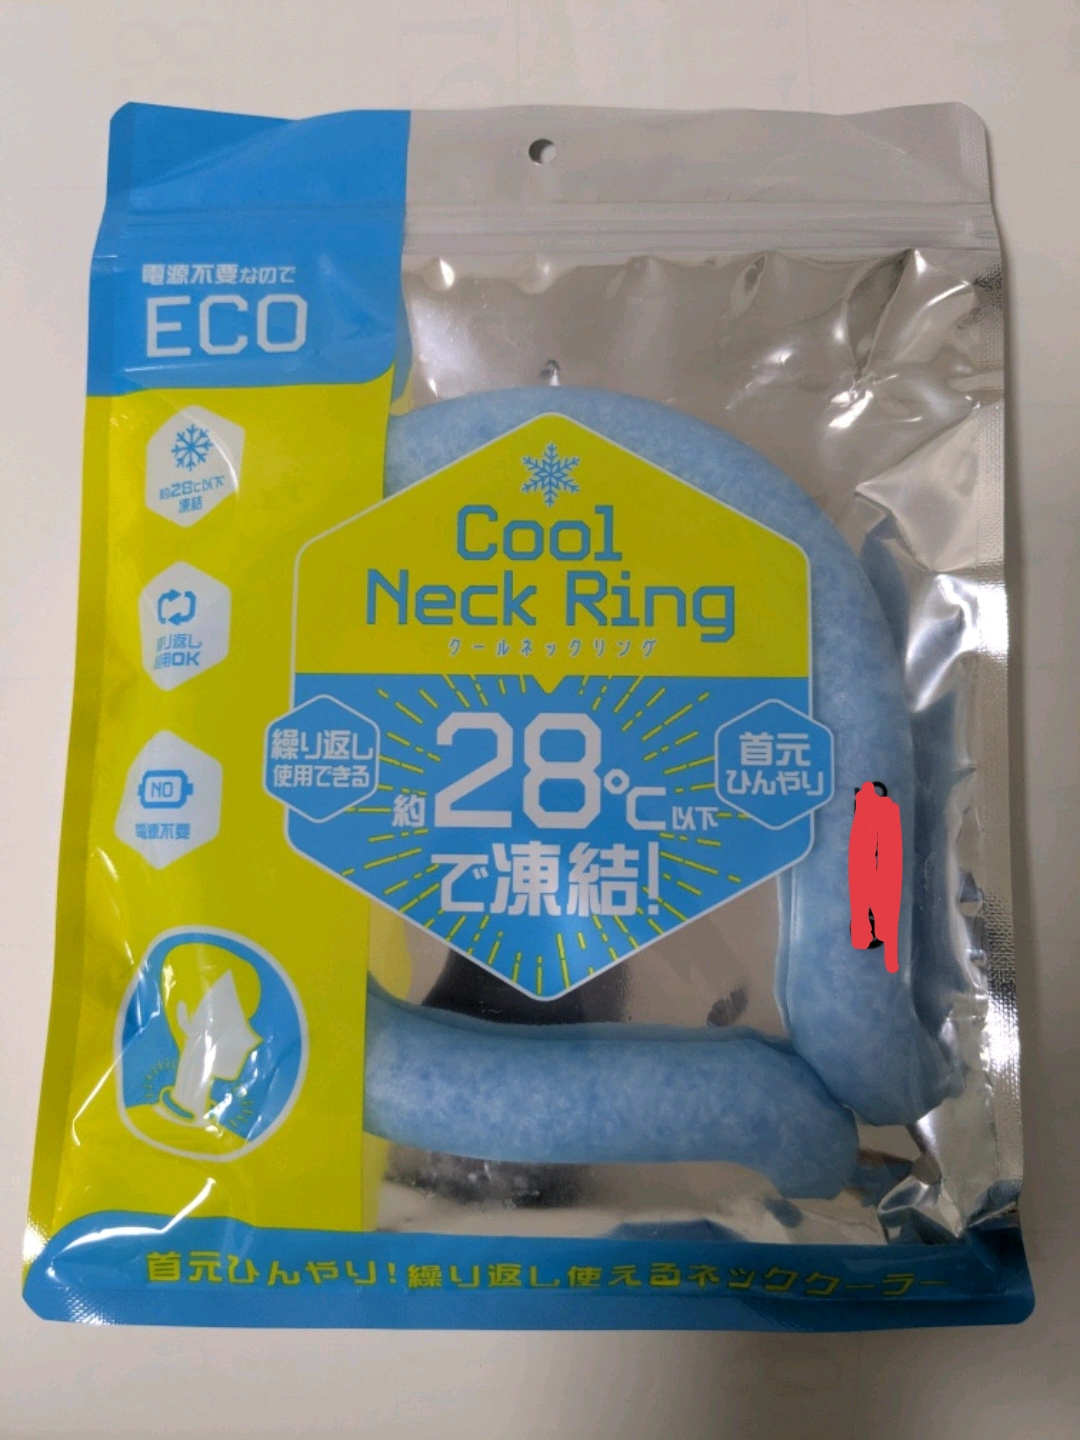 電源不要なので
ECO
約28℃以下
凍結
繰り返し
使用OK
NO
電源不要
Cool
Neck Ring
クールネックリング
繰り返し
使用できる
約28℃以下
で凍結!
首元
ひんやり
首元ひんやり!繰り返し使えるネッククーラー